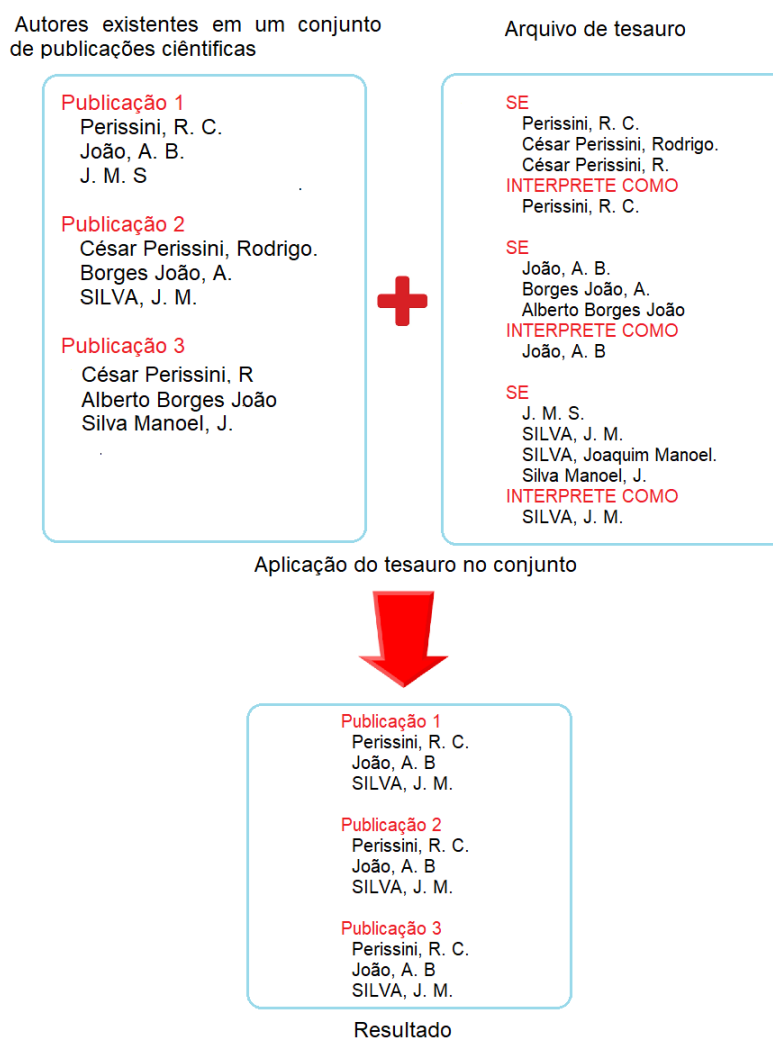 Autores existentes em um conjunto
de publicações ciêntificas
Publicação 1
Perissini, R. C.
João, A. B.
J. M. S
.
Publicação 2
César Perissini, Rodrigo.
Borges João, A.
SILVA, J. M.
Publicação 3
César Perissini, R
Alberto Borges João
Silva Manoel, J.
.
Arquivo de tesauro
SE
Perissini, R. C.
César Perissini, Rodrigo.
César Perissini, R.
INTERPRETE COMO
Perissini, R. C.
SE
João, A. B.
Borges João, A.
Alberto Borges João
INTERPRETE COMO
João, A. B
SE
J. M. S.
SILVA, J. M.
SILVA, Joaquim Manoel.
Silva Manoel, J.
INTERPRETE COMO
SILVA, J. M.
Aplicação do tesauro no conjunto
Publicação 1
Perissini, R. C.
João, A. B
SILVA, J. M.
Publicação 2
Perissini, R. C.
João, A. B
SILVA, J. M.
Publicação 3
Perissini, R. C.
João, A. B
SILVA, J. M.
Resultado